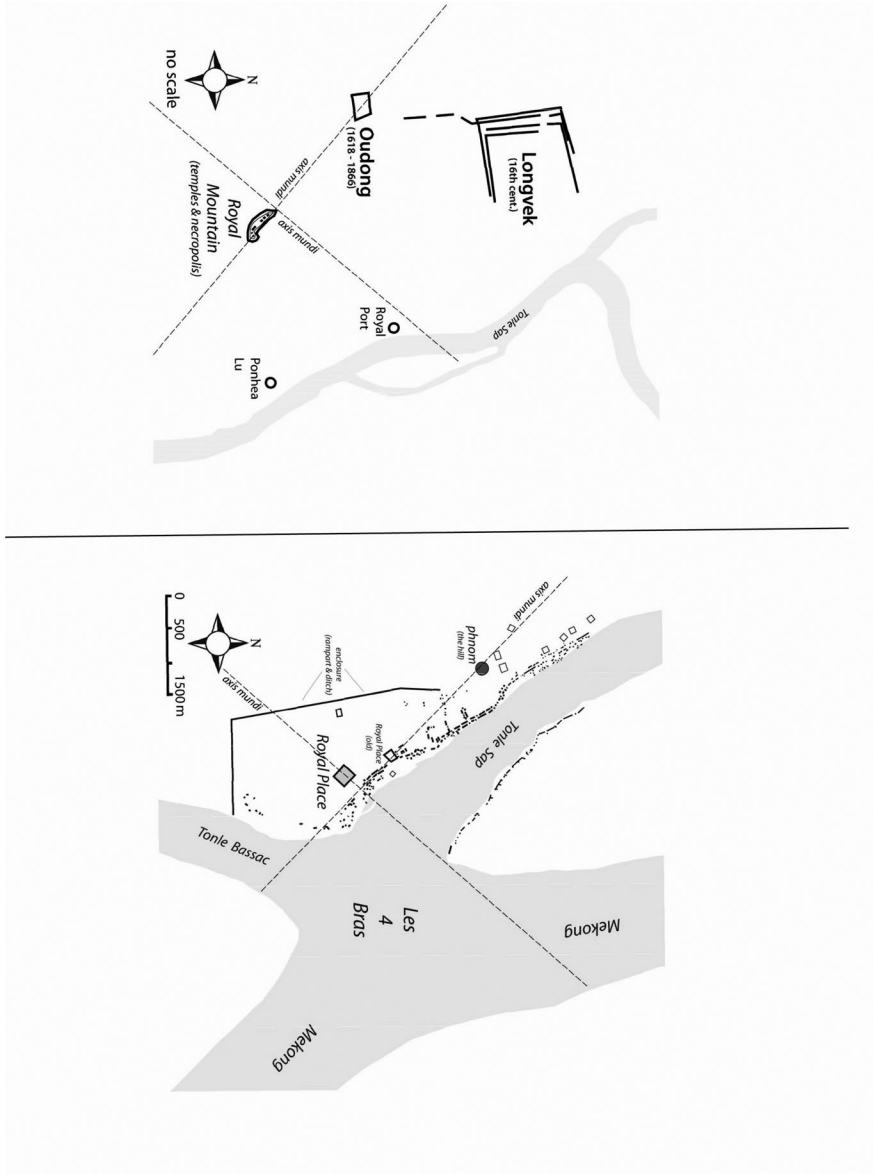 Longvek
(16th cent.)
Oudong
(1618 - 1866)
N
no scale
axis mundi
axis mundi
Royal
Mountain
(temples & necropolis)
Royal
Port
Ponhea
Lu
Tonle Sap
axis mundi
phnom
(the hill)
N
0 500 1500 m
axis mundi
enclosure
(rampart & ditch)
Royal Place
(old)
Royal Place
Tonle Sap
Tonle Bassac
Les
4
Bras
Mekong
Mekong